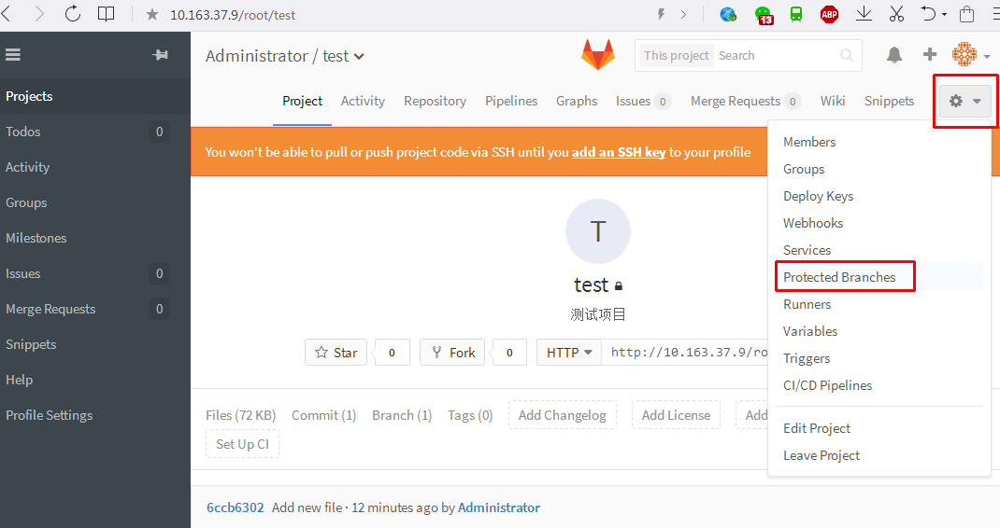 10.163.37.9/root/test
13
ABP
Administrator / test
This project Search
Projects
Todos 0
Activity
Groups
Milestones
Issues 0
Merge Requests 0
Snippets
Help
Profile Settings
Project Activity Repository Pipelines Graphs Issues 0 Merge Requests 0 Wiki Snippets
You won't be able to pull or push project code via SSH until you add an SSH key to your profile
Members
Groups
Deploy Keys
Webhooks
Services
Protected Branches
Runners
Variables
Triggers
CI/CD Pipelines
Edit Project
Leave Project
T
test
测试项目
Star 0 Fork 0 HTTP http://10.163.37.9/ro
Files (72 KB) Commit (1) Branch (1) Tags (0) Add Changelog Add License Add
Set Up CI
6ccb6302 Add new file · 12 minutes ago by Administrator